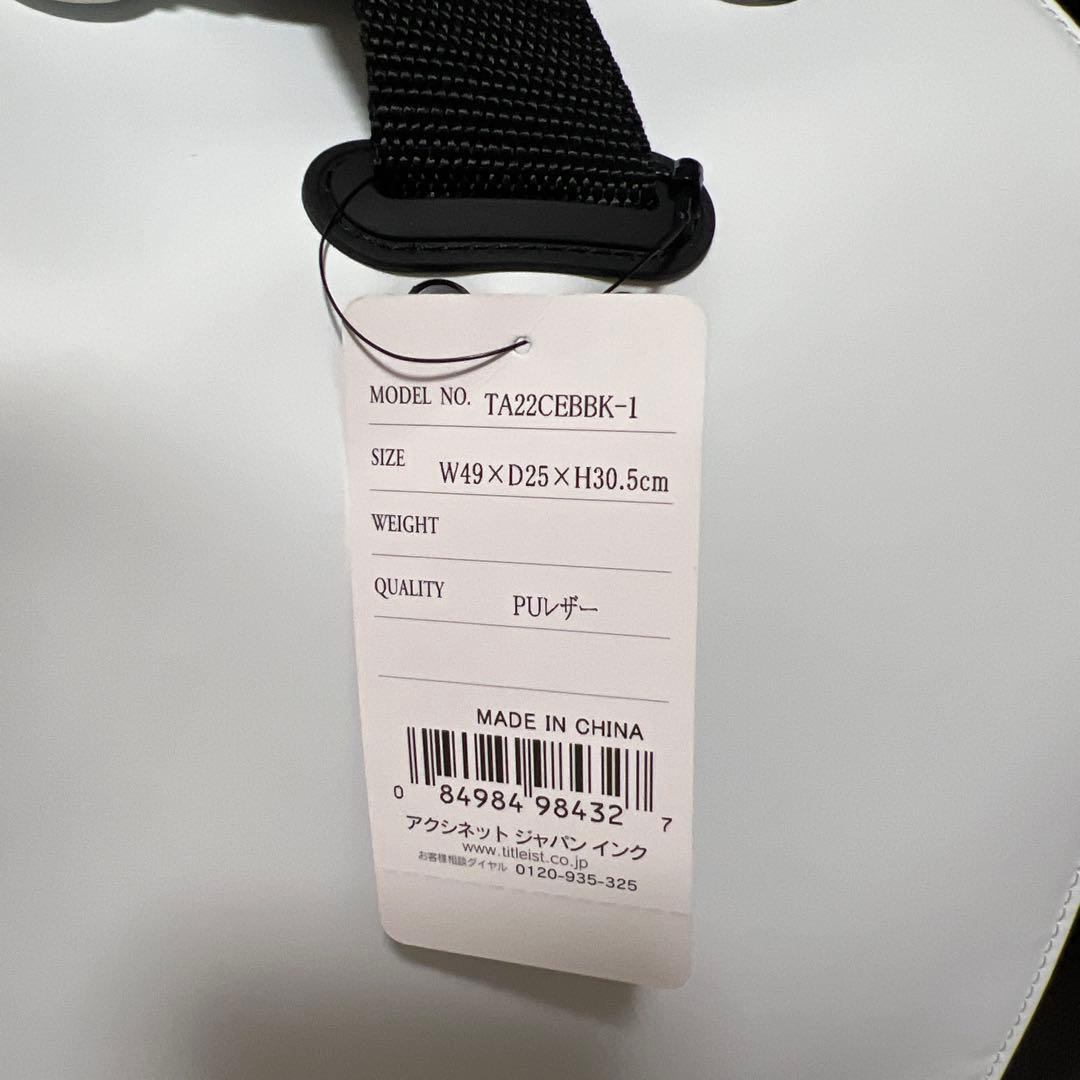 MODEL NO. TA22CEBBK-1
SIZE W49×D25×H30.5cm
WEIGHT
QUALITY PUレザー
MADE IN CHINA
0 84984 98432 7
アクシネット ジャパン インク
www.titleist.co.jp
お客様相談ダイヤル 0120-935-325